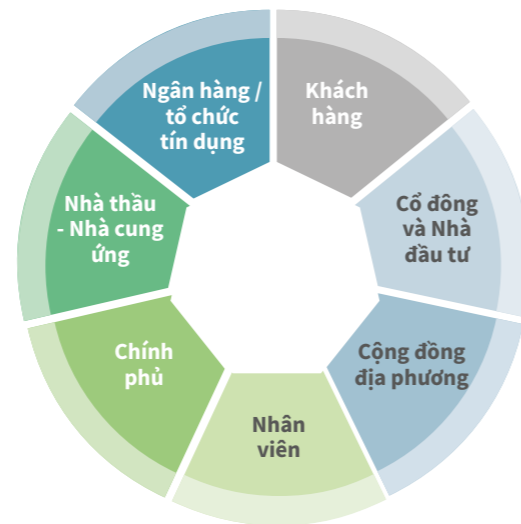 Ngân hàng /
tổ chức
tín dụng
Khách
hàng
Cổ đông
và Nhà
đầu tư
Cộng đồng
địa phương
Nhân
viên
Chính
phủ
Nhà thầu
- Nhà cung
ứng